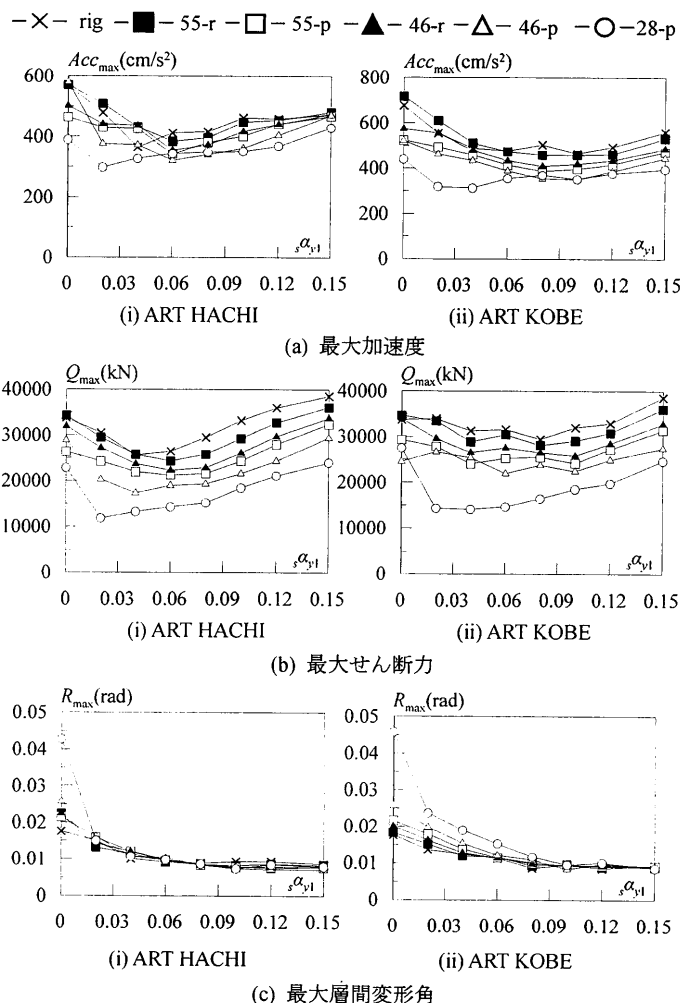 rig 55-r 55-p 46-r 46-p 28-p
Acc max (cm/s²)
600
400
300
0
sαy1
0 0.03 0.06 0.09 0.12 0.15
(i) ART HACHI
800
600
400
200
0
sαy1
0 0.03 0.06 0.09 0.12 0.15
(ii) ART KOBE
(a) 最大加速度
Qmax(kN)
40000
30000
20000
10000
0
sαy1
0 0.03 0.06 0.09 0.12 0.15
(i) ART HACHI
Qmax(kN)
40000
30000
20000
10000
0
sαy1
0 0.03 0.06 0.09 0.12 0.15
(ii) ART KOBE
(b) 最大せん断力
Rmax(rad)
0.05
0.04
0.03
0.02
0.01
0
sαy1
0 0.03 0.06 0.09 0.12 0.15
(i) ART HACHI
Rmax(rad)
0.05
0.04
0.03
0.02
0.01
0
sαy1
0 0.03 0.06 0.09 0.12 0.15
(ii) ART KOBE
(c) 最大層間変形角